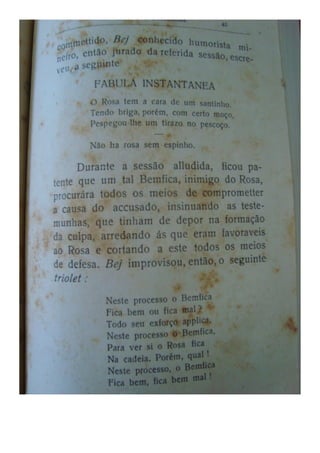 45
commettido. Bej conhecido humorista mi-
neiro, então jurado da referida sessão, escre-
veu, a seguinte
FABULA INSTANTANEA
O Rosa tem a cara de um santinho.
Tendo briga, porém, com certo moço,
Pespegou-lhe um tirazo no pescoço.
Não ha rosa sem espinho.
Durante a sessão alludida, ficou pa-
tente que um tal Bemfica, inimigo do Rosa,
procurára todos os meios de comprometter
a causa do accusado, insinuando as teste-
munhas, que tinham de depor na formação
da culpa, arredando ás que eram favoraveis
ao Rosa e cortando a este todos os meios
de defesa. Bej improvisou, então, o seguinte
triolet :
Neste processo o Bemfica
Fica bem ou fica mal ?
Todo seu exforço applica,
Neste processo o Bemfica,
Para ver si o Rosa fica
Na cadeia. Porém, qual !
Neste processo, o Bemfica
Fica bem, fica bem mal !